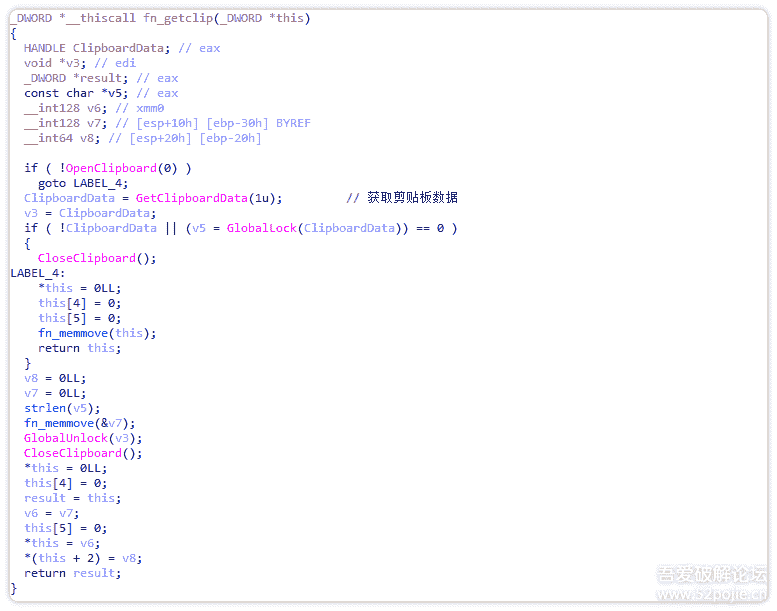 _DWORD *__thiscall fn_getclip(_DWORD *this)
{
  HANDLE ClipboardData; // eax
  void *v3; // edi
  _DWORD *result; // eax
  const char *v5; // eax
  __int128 v6; // xmm0
  __int128 v7; // [esp+10h] [ebp-30h] BYREF
  __int64 v8; // [esp+20h] [ebp-20h]

  if ( !OpenClipboard(0) )
    goto LABEL_4;
  ClipboardData = GetClipboardData(1u);         // 获取剪贴板数据
  v3 = ClipboardData;
  if ( !ClipboardData || (v5 = GlobalLock(ClipboardData)) == 0 )
  {
    CloseClipboard();
LABEL_4:
    *this = 0LL;
    this[4] = 0;
    this[5] = 0;
    fn_memmove(this);
    return this;
  }
  v8 = 0LL;
  v7 = 0LL;
  strlen(v5);
  fn_memmove(&v7);
  GlobalUnlock(v3);
  CloseClipboard();
  *this = 0LL;
  this[4] = 0;
  result = this;
  v6 = v7;
  this[5] = 0;
  *this = v6;
  *(this + 2) = v8;
  return result;
}
吾爱破解论坛
www.52pojie.cn